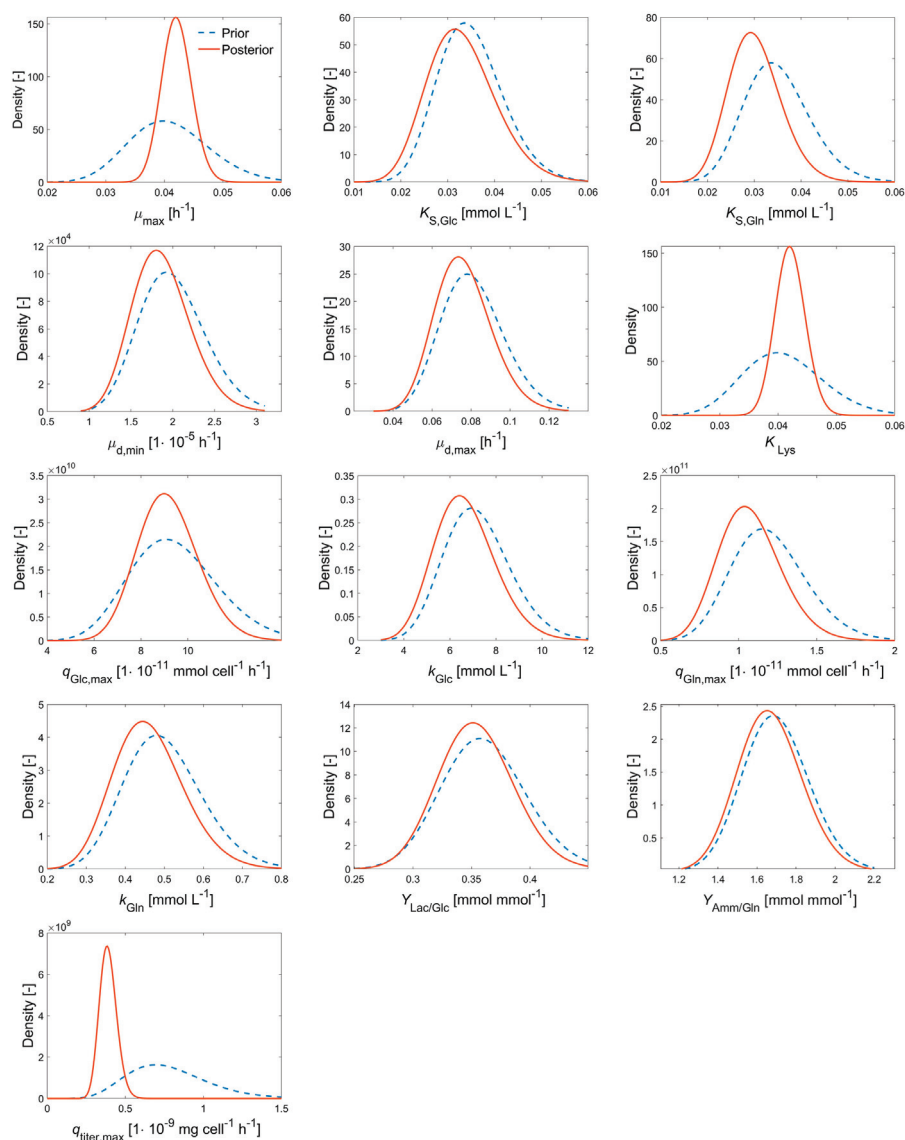 Prior
Posterior
Density [-]
150
100
50
0
0.02 0.03 0.04 0.05 0.06
μmax [h-1]
Density [-]
60
50
40
30
20
10
0
0.01 0.02 0.03 0.04 0.05 0.06
KS,Glc [mmol L-1]
Density [-]
80
60
40
20
0
0.01 0.02 0.03 0.04 0.05 0.06
KS,Gln [mmol L-1]
×10⁴
Density [-]
12
10
8
6
4
2
0
0.5 1 1.5 2 2.5 3
μd,min [1· 10-5 h-1]
Density [-]
30
25
20
15
10
5
0
0.04 0.06 0.08 0.10 0.12
μd,max [h-1]
Density
150
100
50
0
0.02 0.03 0.04 0.05 0.06
KLys
×10¹⁰
Density [-]
3.5
3.0
2.5
2.0
1.5
1.0
0.5
0
4 6 8 10 12
qGlc,max [1· 10-11 mmol cell-1 h-1]
Density [-]
0.35
0.3
0.25
0.2
0.15
0.1
0.05
0
2 4 6 8 10 12
kGlc [mmol L-1]
×10¹¹
Density [-]
2.5
2
1.5
1
0.5
0
0.5 1 1.5 2
qGln,max [1· 10-11 mmol cell-1 h-1]
Density [-]
5
4
3
2
1
0
0.2 0.3 0.4 0.5 0.6 0.7 0.8
kGln [mmol L-1]
Density [-]
14
12
10
8
6
4
2
0
0.25 0.3 0.35 0.4
YLac/Glc [mmol mmol-1]
Density [-]
2.5
2.0
1.5
1.0
0.5
1.2 1.4 1.6 1.8 2 2.2
YAmm/Gln [mmol mmol-1]
×10⁹
Density [-]
8
6
4
2
0
0 0.5 1 1.5
qtiter,max [1· 10-9 mg cell-1 h-1]